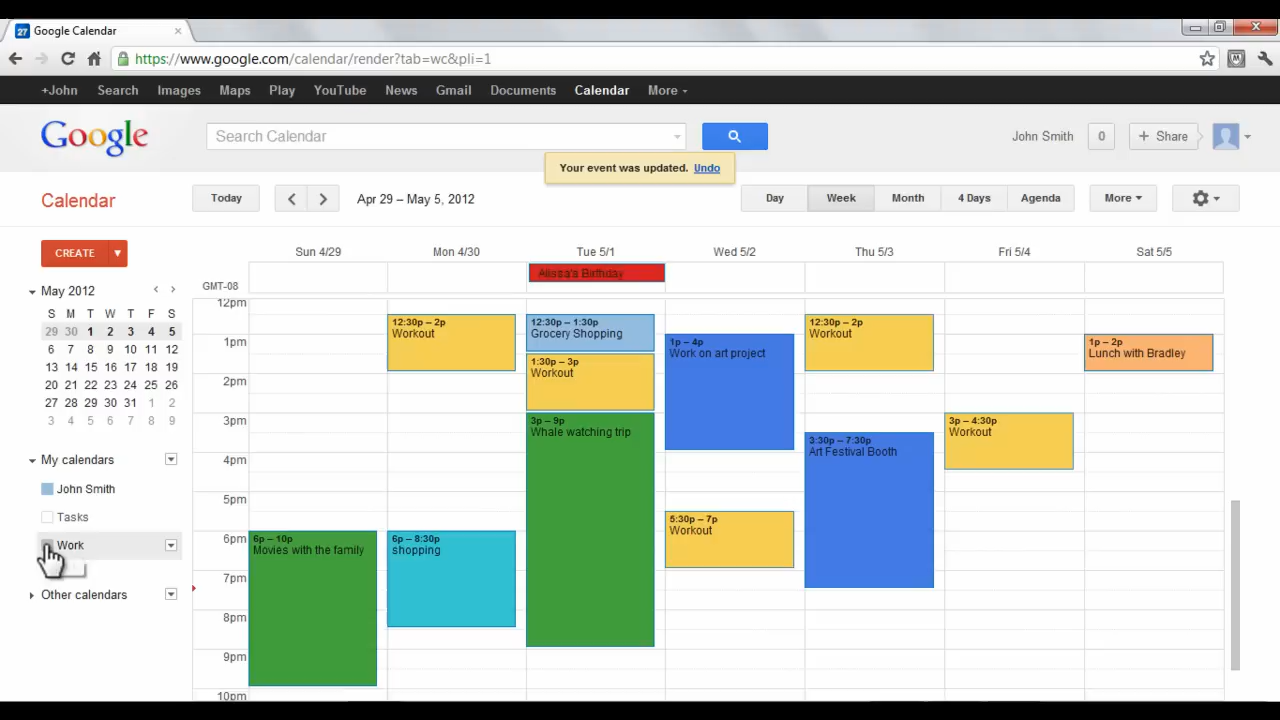 27 Google Calendar
https://www.google.com/calendar/render?tab=wc&pli=1
+John Search Images Maps Play YouTube News Gmail Documents Calendar More
Google Search Calendar John Smith 0 + Share
Your event was updated. Undo
Calendar Today Apr 29 – May 5, 2012 Day Week Month 4 Days Agenda More
CREATE
May 2012
S M T W T F S
29 30 1 2 3 4 5
6 7 8 9 10 11 12
13 14 15 16 17 18 19
20 21 22 23 24 25 26
27 28 29 30 31 1 2
3 4 5 6 7 8 9
My calendars
John Smith
Tasks
Work
Other calendars
Sun 4/29 Mon 4/30 Tue 5/1 Wed 5/2 Thu 5/3 Fri 5/4 Sat 5/5
GMT-08
Alissa's Birthday
12pm
1pm
2pm
3pm
4pm
5pm
6pm
7pm
8pm
9pm
10pm
6p – 10p
Movies with the family
12:30p – 2p
Workout
6p – 8:30p
shopping
12:30p – 1:30p
Grocery Shopping
1:30p – 3p
Workout
3p – 9p
Whale watching trip
1p – 4p
Work on art project
5:30p – 7p
Workout
12:30p – 2p
Workout
3:30p – 7:30p
Art Festival Booth
3p – 4:30p
Workout
1p – 2p
Lunch with Bradley